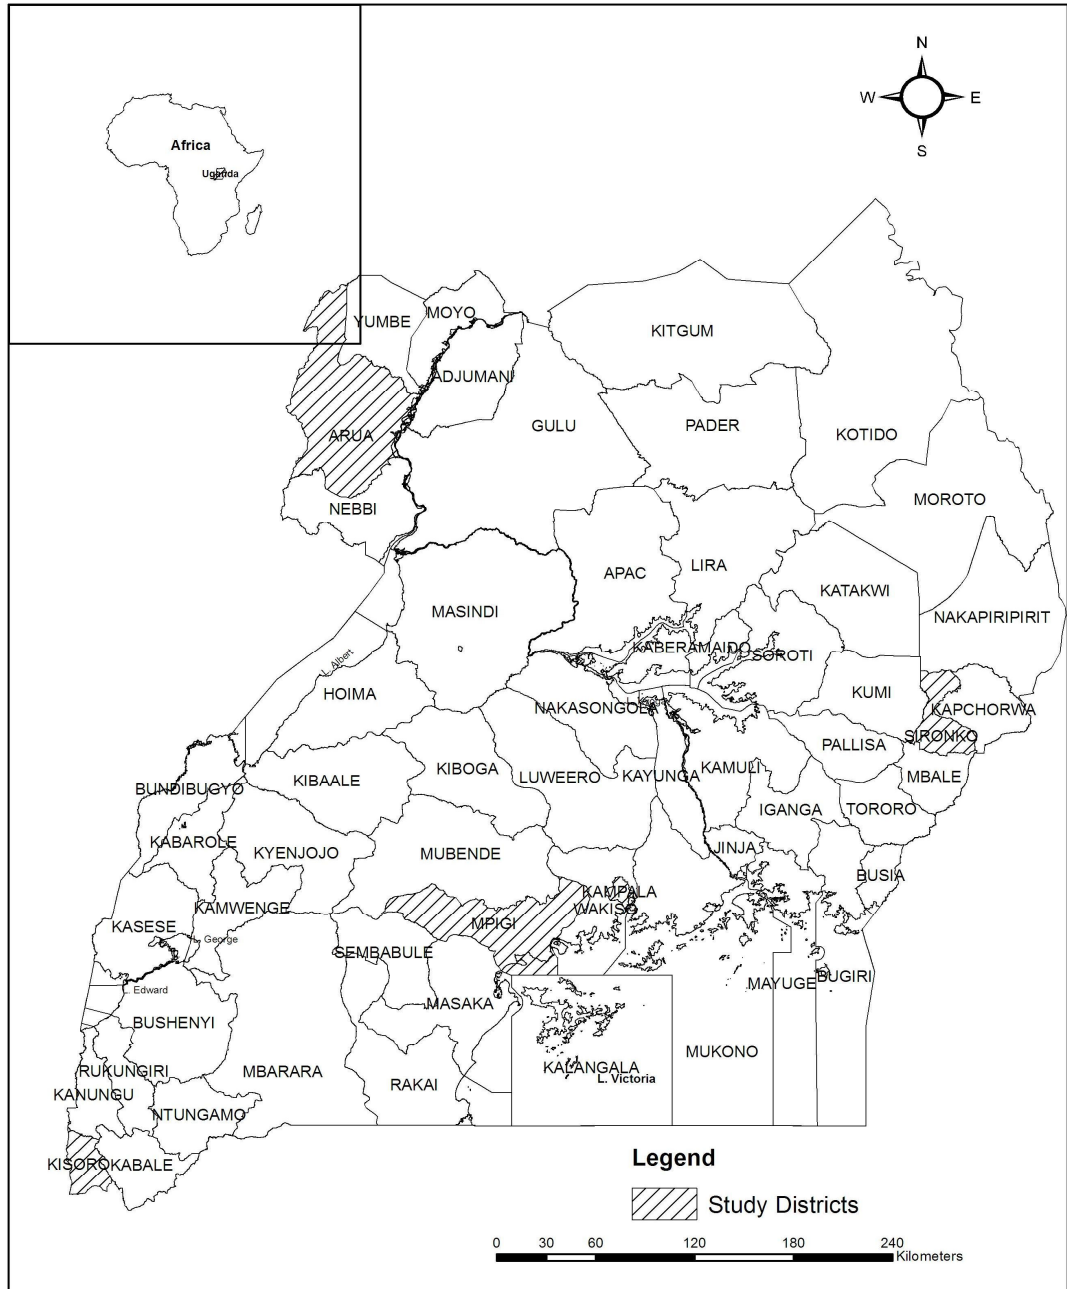 N
W E
S
Africa
Uganda
YUMBE
MOYO
KITGUM
ADJUMANI
ARUA
GULU
PADER
KOTIDO
NEBBI
MOROTO
APAC
LIRA
KATAKWI
MASINDI
NAKAPIRIPIRIT
KABERAMAIDO
SOROTI
L. Albert
HOIMA
KUMI
NAKASONGOLA
KAPCHORWA
SIRONKO
PALLISA
BUNDIBUGYO
KIBAALE
KIBOGA
LUWEERO
KAYUNGA
KAMULI
MBALE
IGANGA
TORORO
KABAROLE
KYENJOJO
MUBENDE
JINJA
BUSIA
KAMPALA
WAKISO
KAMWENGE
MPIGI
KASESE
L. George
SEMBABULE
MAYUGE
BUGIRI
L. Edward
MASAKA
BUSHENYI
MUKONO
RUKUNGIRI
MBARARA
KALANGALA
L. Victoria
RAKAI
KANUNGU
NTUNGAMO
KISORO
KABALE
Legend
Study Districts
0 30 60 120 180 240
Kilometers